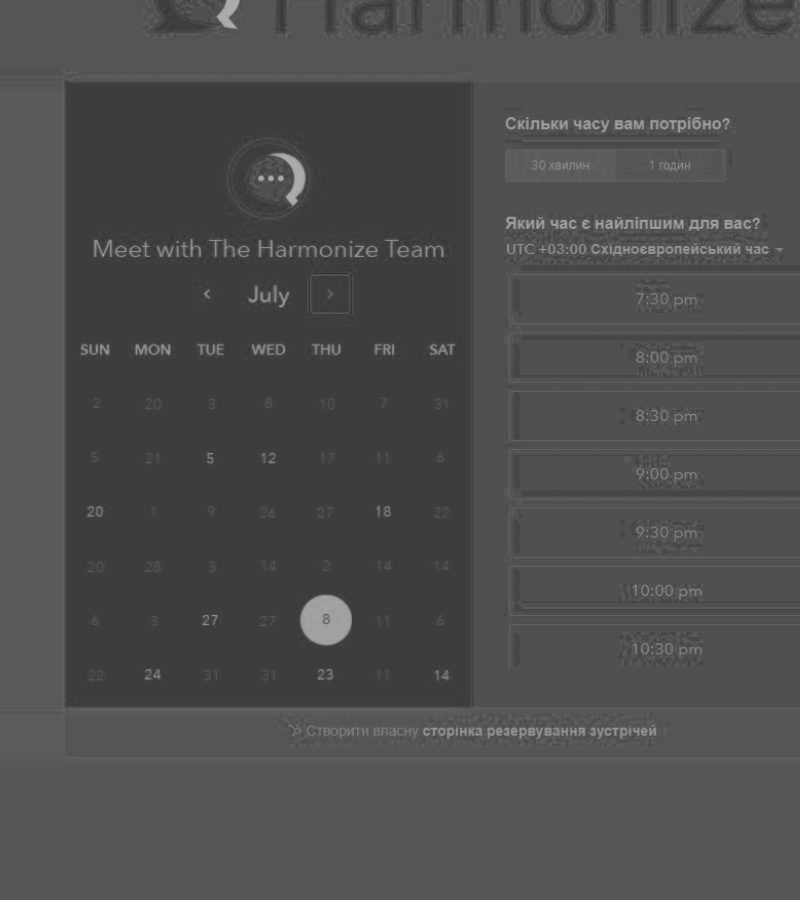 Harmonize
Meet with The Harmonize Team
July
SUN MON TUE WED THU FRI SAT
2 20 3 8 10 7 31
5 21 5 12 17 11 6
20 1 9 26 27 18 22
20 28 3 14 2 14 14
6 3 27 27 8 11 6
22 24 31 31 23 11 14
Скільки часу вам потрібно?
30 хвилин 1 годин
Який час є найліпшим для вас?
UTC +03:00 Східноєвропейський час
7:30 pm
8:00 pm
8:30 pm
9:00 pm
9:30 pm
10:00 pm
10:30 pm
Створити власну сторінка резервування зустрічей